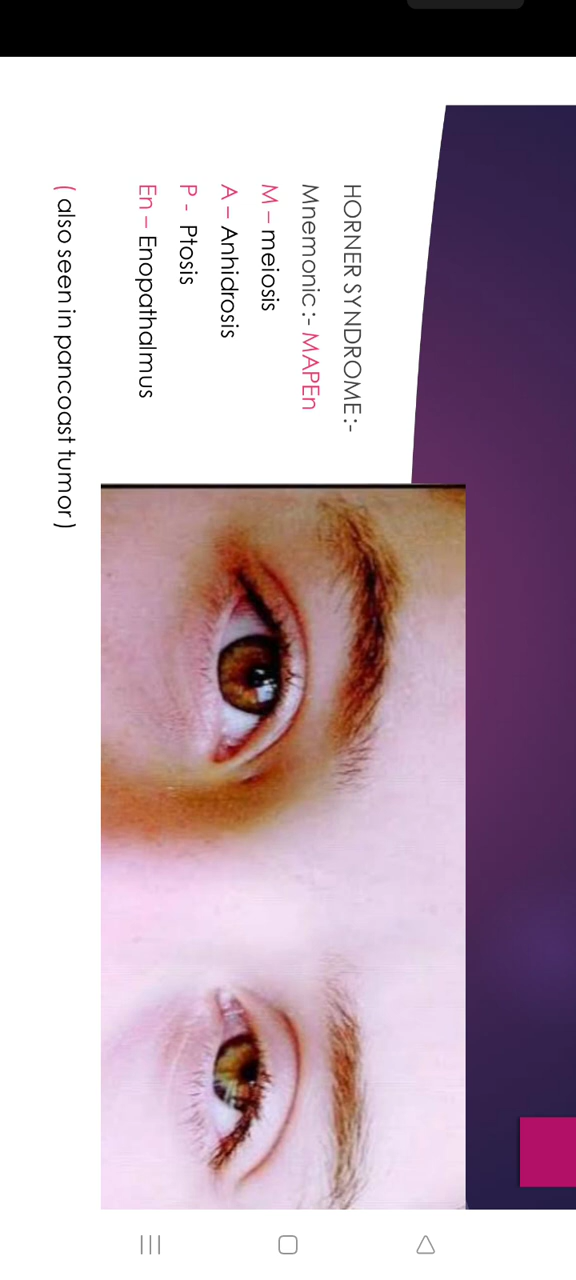 HORNER SYNDROME:-
Mnemonic :- MAPEn
M – meiosis
A – Anhidrosis
P - Ptosis
En – Enopathalmus
( also seen in pancoast tumor )